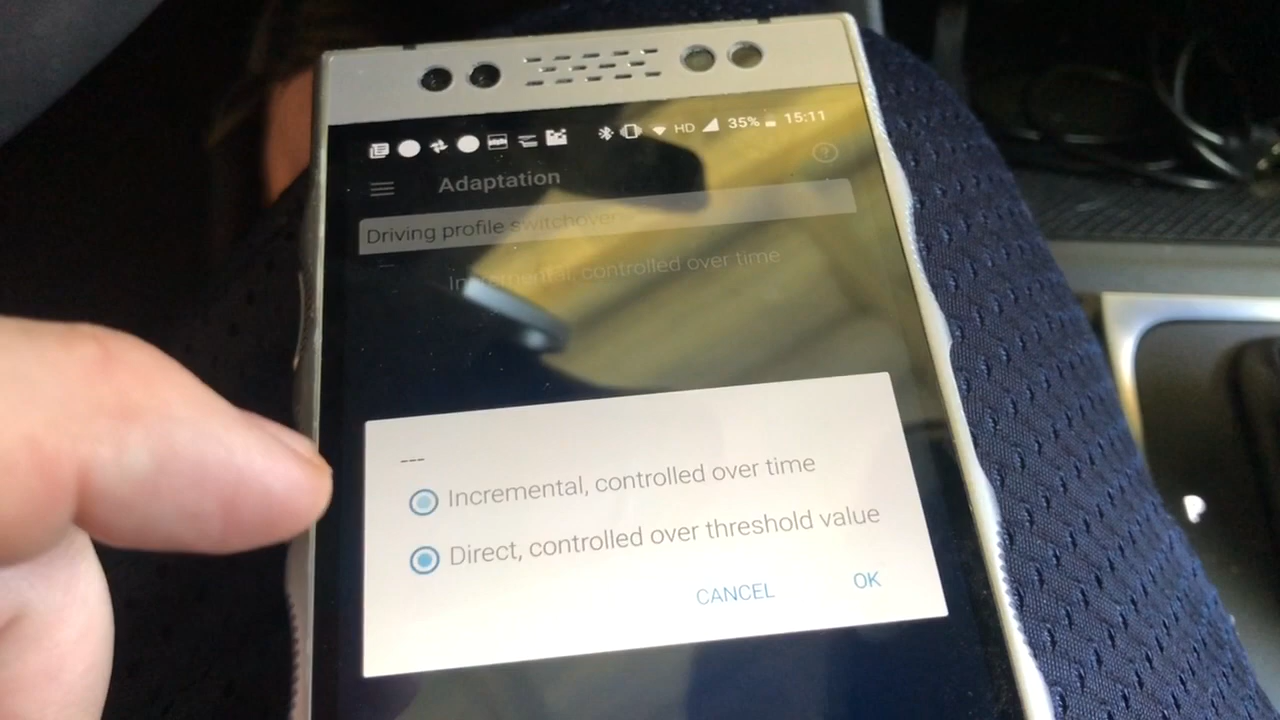 HD 35% 15:11
Adaptation
Driving profile switchover
Incremental, controlled over time
---
Incremental, controlled over time
Direct, controlled over threshold value
CANCEL OK